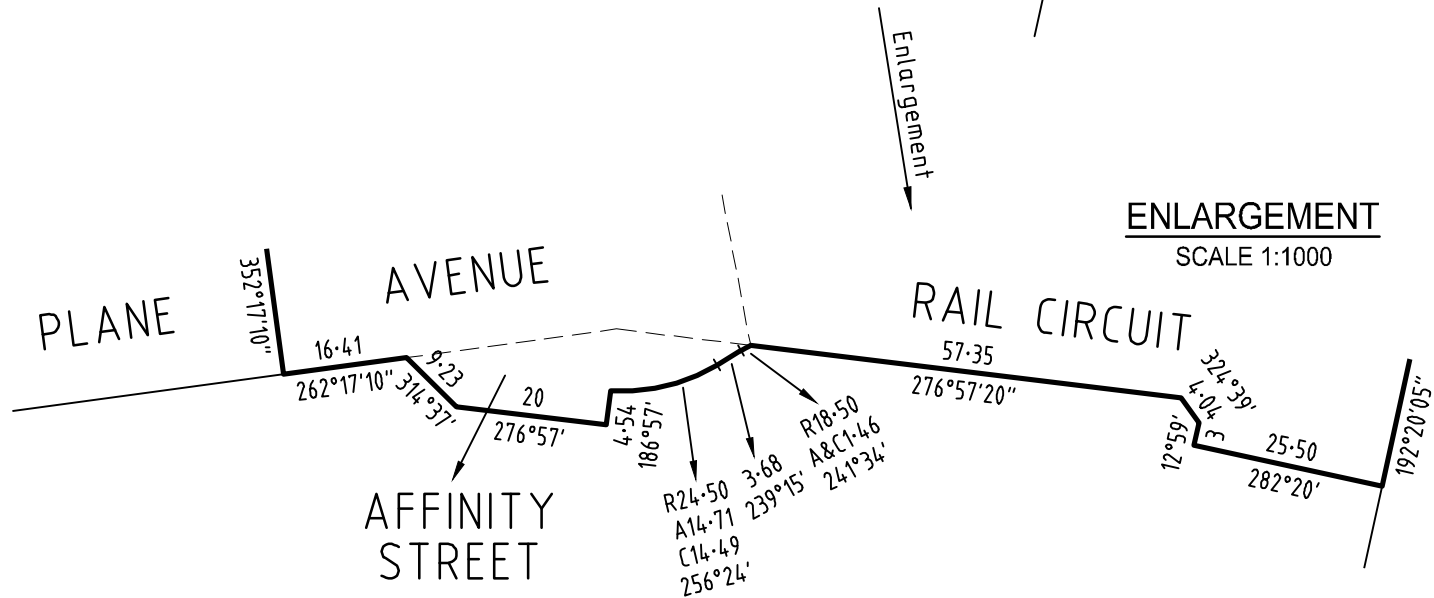 Enlargement
ENLARGEMENT
SCALE 1:1000
PLANE AVENUE
RAIL CIRCUIT
352°17'10"
16·41
262°17'10"
9·23
314°37'
20
276°57'
4·54
186°57'
R24·50
A14·71
C14·49
256°24'
3·68
239°15'
R18·50
A&C1·46
241°34'
57·35
276°57'20"
324°39'
4·04
3
12°59'
25·50
282°20'
192°20'05"
AFFINITY
STREET